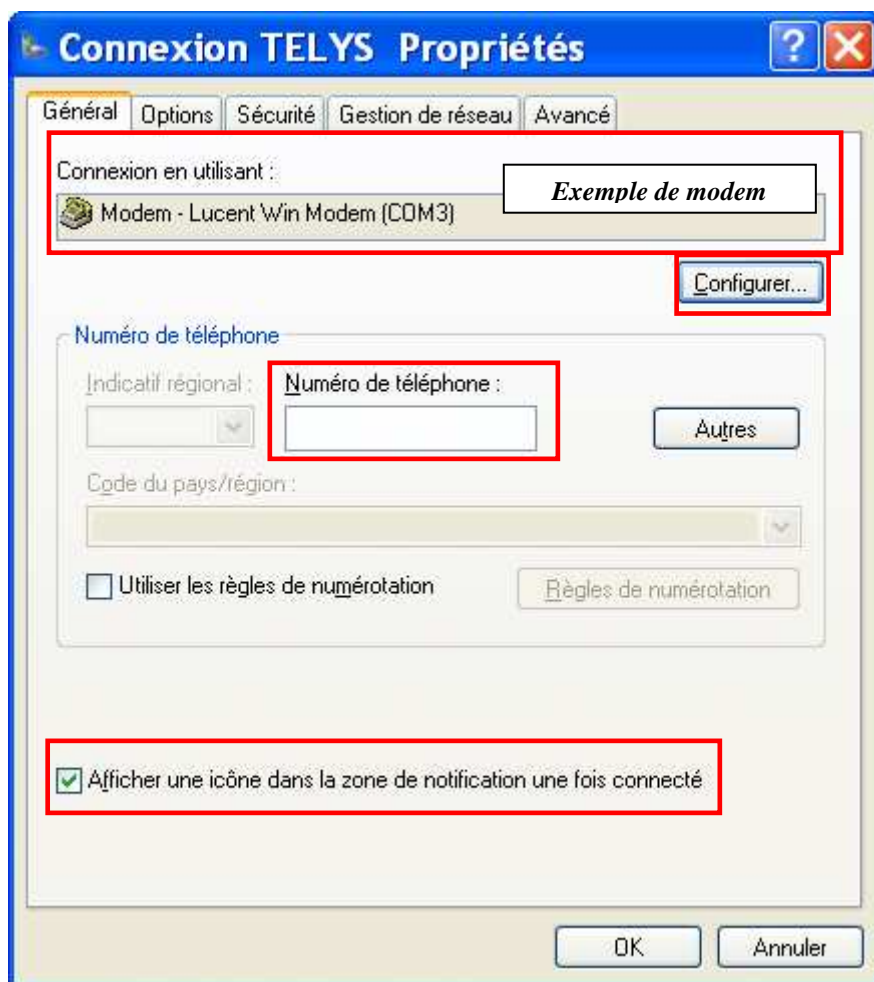 Connexion TELYS Propriétés
Général Options Sécurité Gestion de réseau Avancé
Connexion en utilisant :
Exemple de modem
Modem - Lucent Win Modem (COM3)
Configurer...
Numéro de téléphone
Indicatif régional : Numéro de téléphone :
Autres
Code du pays/région :
Utiliser les règles de numérotation Règles de numérotation
Afficher une icône dans la zone de notification une fois connecté
OK Annuler